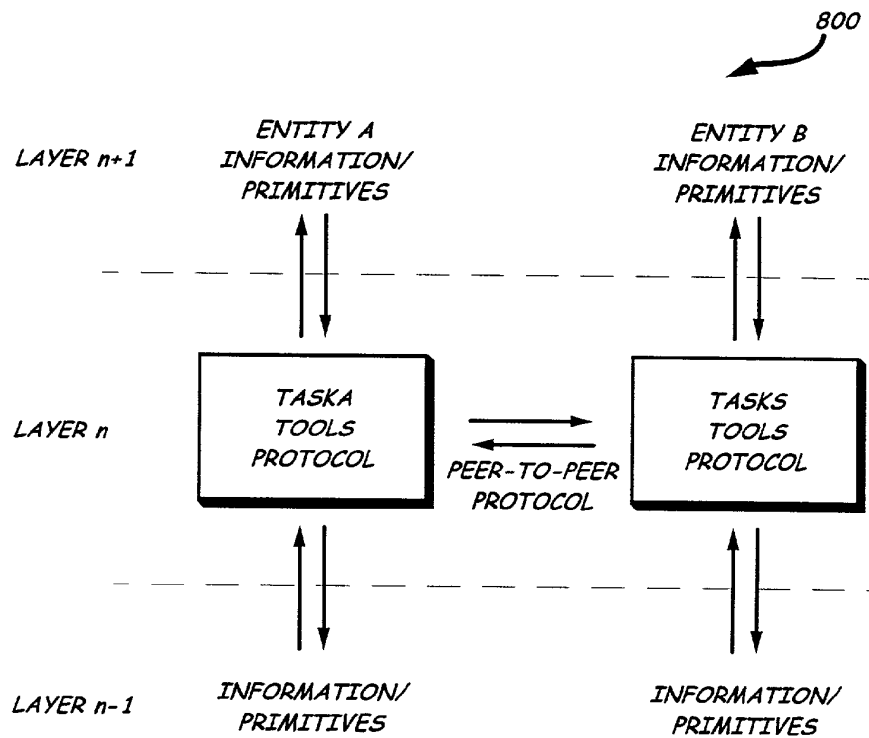 800
LAYER n+1
ENTITY A
INFORMATION/
PRIMITIVES
ENTITY B
INFORMATION/
PRIMITIVES
LAYER n
TASKA
TOOLS
PROTOCOL
PEER-TO-PEER
PROTOCOL
TASKS
TOOLS
PROTOCOL
LAYER n-1
INFORMATION/
PRIMITIVES
INFORMATION/
PRIMITIVES